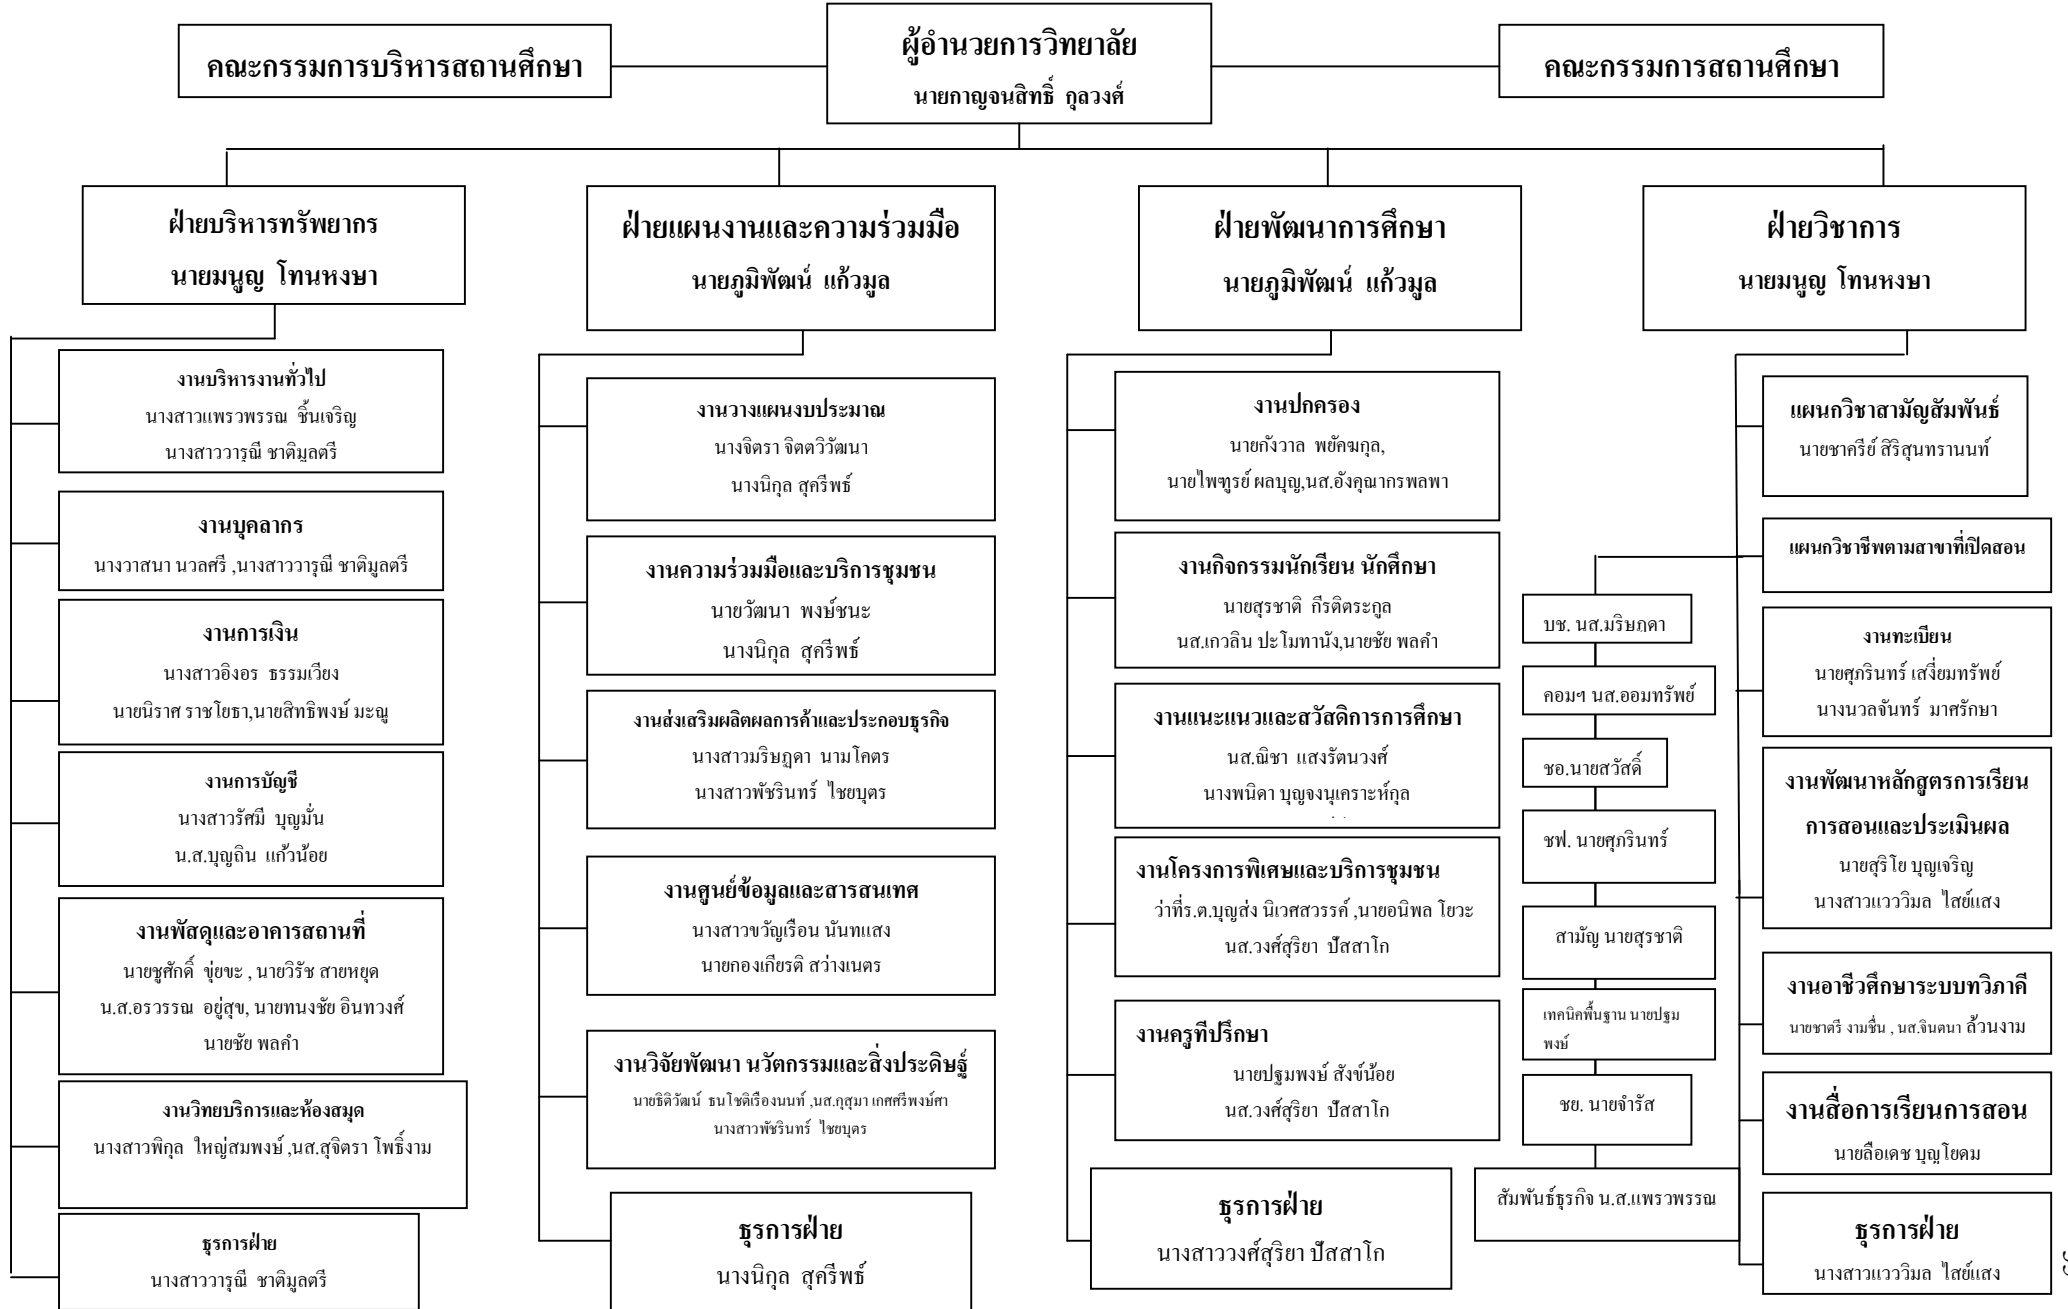 คณะกรรมการบริหารสถานศึกษา
ผู้อำนวยการวิทยาลัย
นายกาญจนสิทธิ์ กุลวงศ์
คณะกรรมการสถานศึกษา
ฝ่ายบริหารทรัพยากร
นายมนูญ โทนหงษา
งานบริหารงานทั่วไป
นางสาวแพรวพรรณ ชิ้นเจริญ
นางสาววารุณี ชาติมูลตรี
งานบุคลากร
นางวาสนา นวลศรี ,นางสาววารุณี ชาติมูลตรี
งานการเงิน
นางสาวอิงอร ธรรมเวียง
นายนิราศ ราชโยธา,นายสิทธิพงษ์ มะณู
งานการบัญชี
นางสาวรัศมี บุญมั่น
น.ส.บุญถิน แก้วน้อย
งานพัสดุและอาคารสถานที่
นายชูศักดิ์ ขุ่ยขะ , นายวิรัช สายหยุด
น.ส.อรวรรณ อยู่สุข, นายทนงชัย อินทวงศ์
นายชัย พลคำ
งานวิทยบริการและห้องสมุด
นางสาวพิกุล ใหญ่สมพงษ์ ,นส.สุจิตรา โพธิ์งาม
ธุรการฝ่าย
นางสาววารุณี ชาติมูลตรี
ฝ่ายแผนงานและความร่วมมือ
นายภูมิพัฒน์ แก้วมูล
งานวางแผนงบประมาณ
นางจิตรา จิตตวิวัฒนา
นางนิกุล สุครีพธ์
งานความร่วมมือและบริการชุมชน
นายวัฒนา พงษ์ชนะ
นางนิกุล สุครีพธ์
งานส่งเสริมผลิตผลการค้าและประกอบธุรกิจ
นางสาวมริษฎดา นามโคตร
นางสาวพัชรินทร์ ไชยบุตร
งานศูนย์ข้อมูลและสารสนเทศ
นางสาวขวัญเรือน นันทแสง
นายกองเกียรติ สว่างเนตร
งานวิจัยพัฒนา นวัตกรรมและสิ่งประดิษฐ์
นายธิติวัฒน์ ธนโชติเรืองนนท์ ,นส.กุสุมา เกศศรีพงษ์ศา
นางสาวพัชรินทร์ ไชยบุตร
ธุรการฝ่าย
นางนิกุล สุครีพธ์
ฝ่ายพัฒนาการศึกษา
นายภูมิพัฒน์ แก้วมูล
งานปกครอง
นายกังวาล พยัคฆกุล,
นายไพฑูรย์ ผลบุญ,นส.อังคุณากรพลพา
งานกิจกรรมนักเรียน นักศึกษา
นายสุรชาติ กีรติตระกูล
นส.เกวลิน ปะโมทานัง,นายชัย พลคำ
งานแนะแนวและสวัสดิการการศึกษา
นส.ณิชา แสงรัตนวงศ์
นางพนิดา บุญจงนุเคราะห์กุล
งานโครงการพิเศษและบริการชุมชน
ว่าที่ร.ต.บุญส่ง นิเวศสวรรค์ ,นายอนิพล โยวะ
นส.วงศ์สุริยา ปัสสาโก
งานครูที่ปรึกษา
นายปฐมพงษ์ สังข์น้อย
นส.วงศ์สุริยา ปัสสาโก
ธุรการฝ่าย
นางสาววงศ์สุริยา ปัสสาโก
ฝ่ายวิชาการ
นายมนูญ โทนหงษา
แผนกวิชาสามัญสัมพันธ์
นายชาครีย์ สิริสุนทรานนท์
แผนกวิชาชีพตามสาขาที่เปิดสอน
บช. นส.มริษฎดา
คอมฯ นส.ออมทรัพย์
ชอ.นายสวัสดิ์
ชฟ. นายศุภรินทร์
สามัญ นายสุรชาติ
เทคนิคพื้นฐาน นายปฐม
พงษ์
ชย. นายจำรัส
สัมพันธ์ธุรกิจ น.ส.แพรวพรรณ
งานทะเบียน
นายศุภรินทร์ เสงี่ยมทรัพย์
นางนวลจันทร์ มาศรักษา
งานพัฒนาหลักสูตรการเรียน
การสอนและประเมินผล
นายสุริโย บุญเจริญ
นางสาวแวววิมล ไสย์แสง
งานอาชีวศึกษาระบบทวิภาคี
นายชาตรี งามชื่น , นส.จินตนา ล้วนงาม
งานสื่อการเรียนการสอน
นายลือเดช บุญโยดม
ธุรการฝ่าย
นางสาวแวววิมล ไสย์แสง